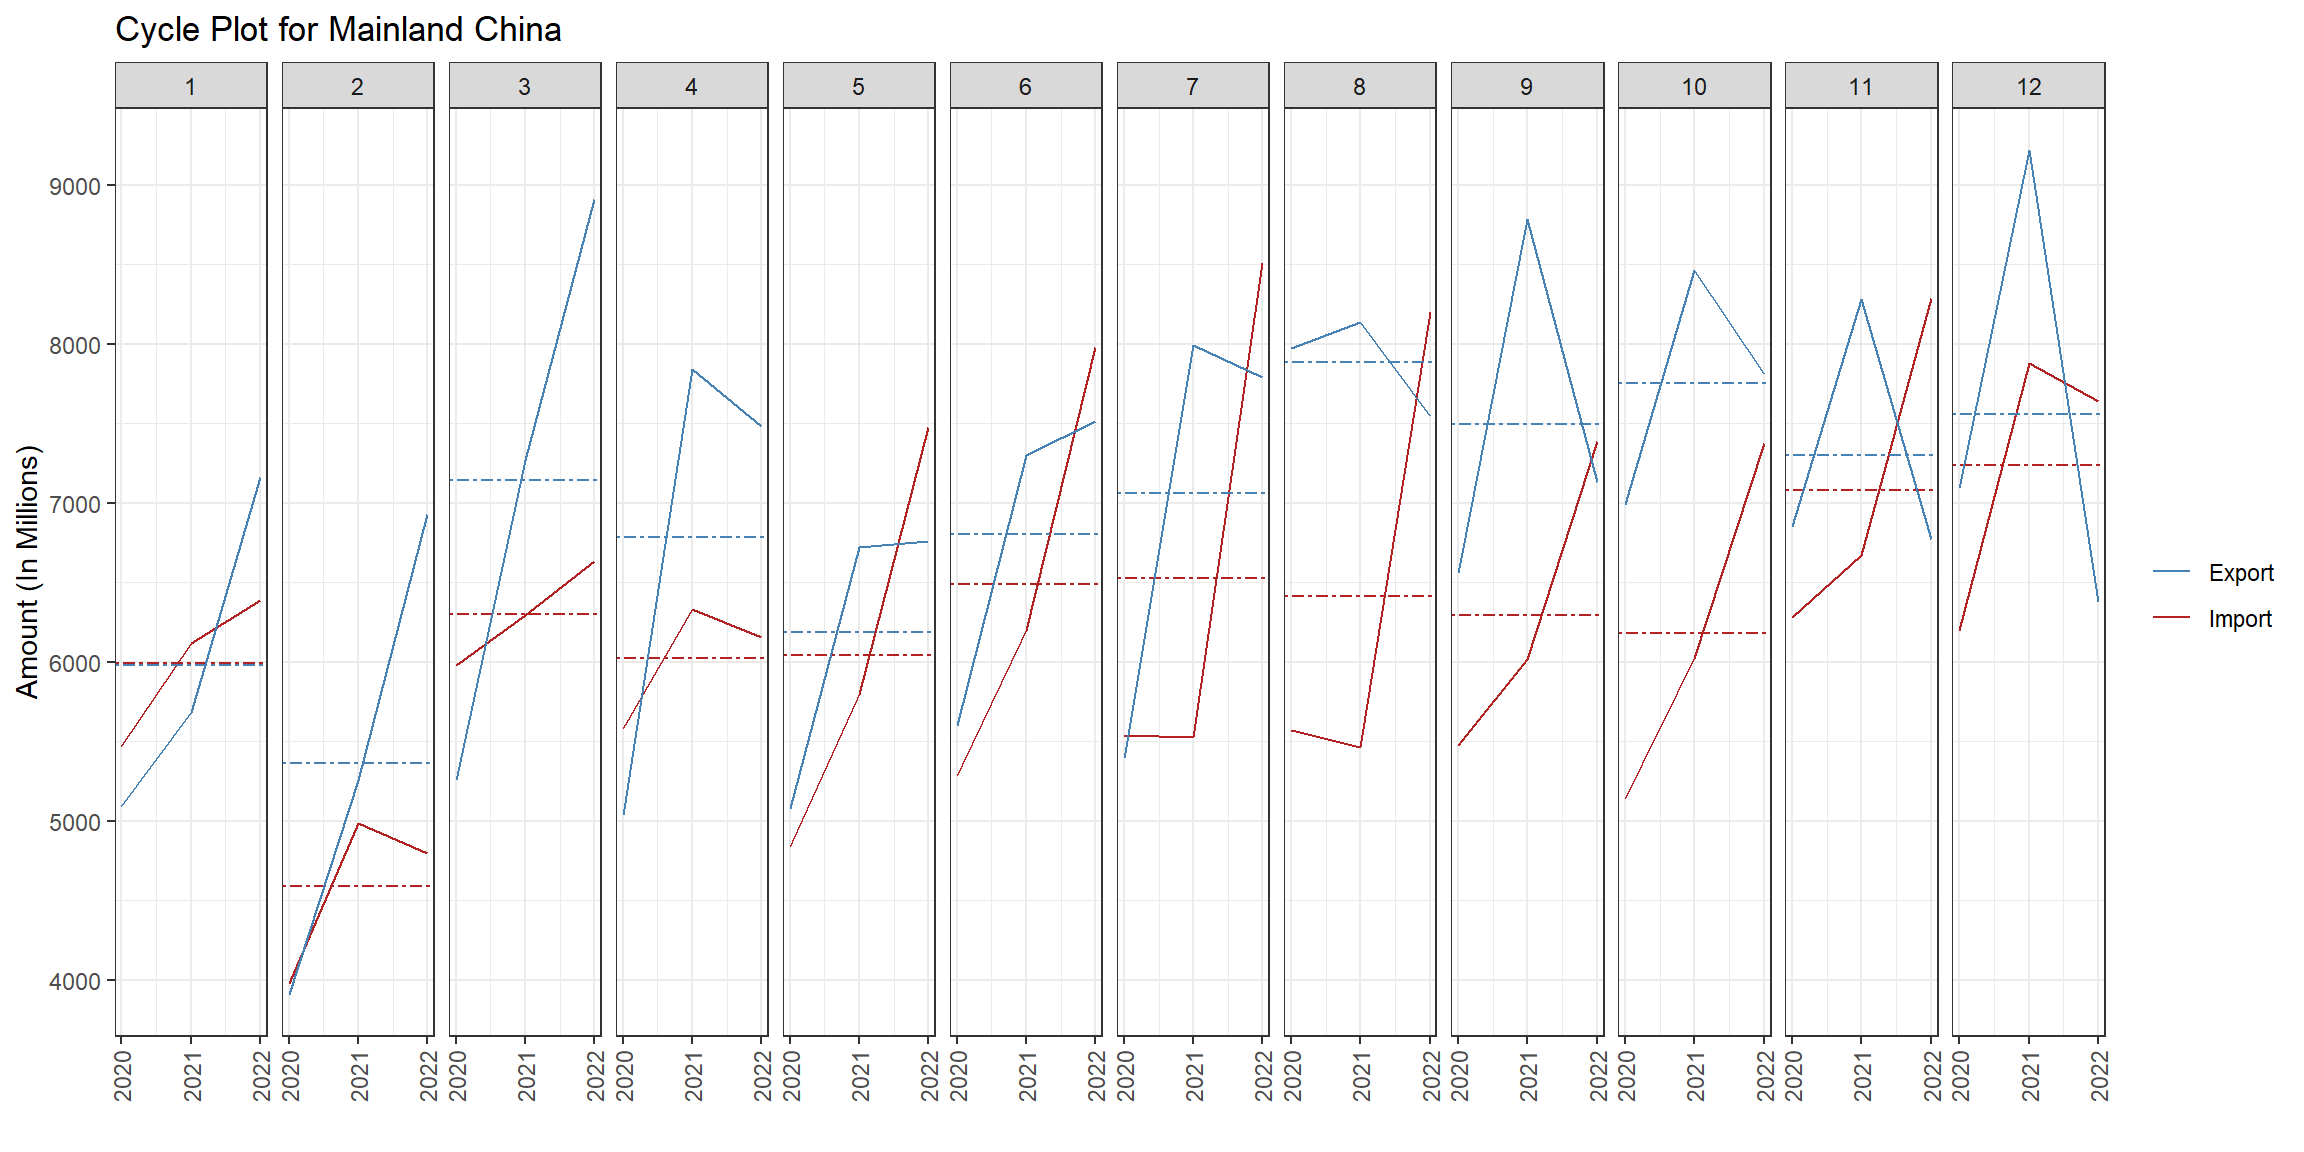 Cycle Plot for Mainland China
1 2 3 4 5 6 7 8 9 10 11 12
Amount (In Millions)
9000
8000
7000
6000
5000
4000
2020 2021 2022 2020 2021 2022 2020 2021 2022 2020 2021 2022 2020 2021 2022 2020 2021 2022 2020 2021 2022 2020 2021 2022 2020 2021 2022 2020 2021 2022 2020 2021 2022 2020 2021 2022
Export
Import